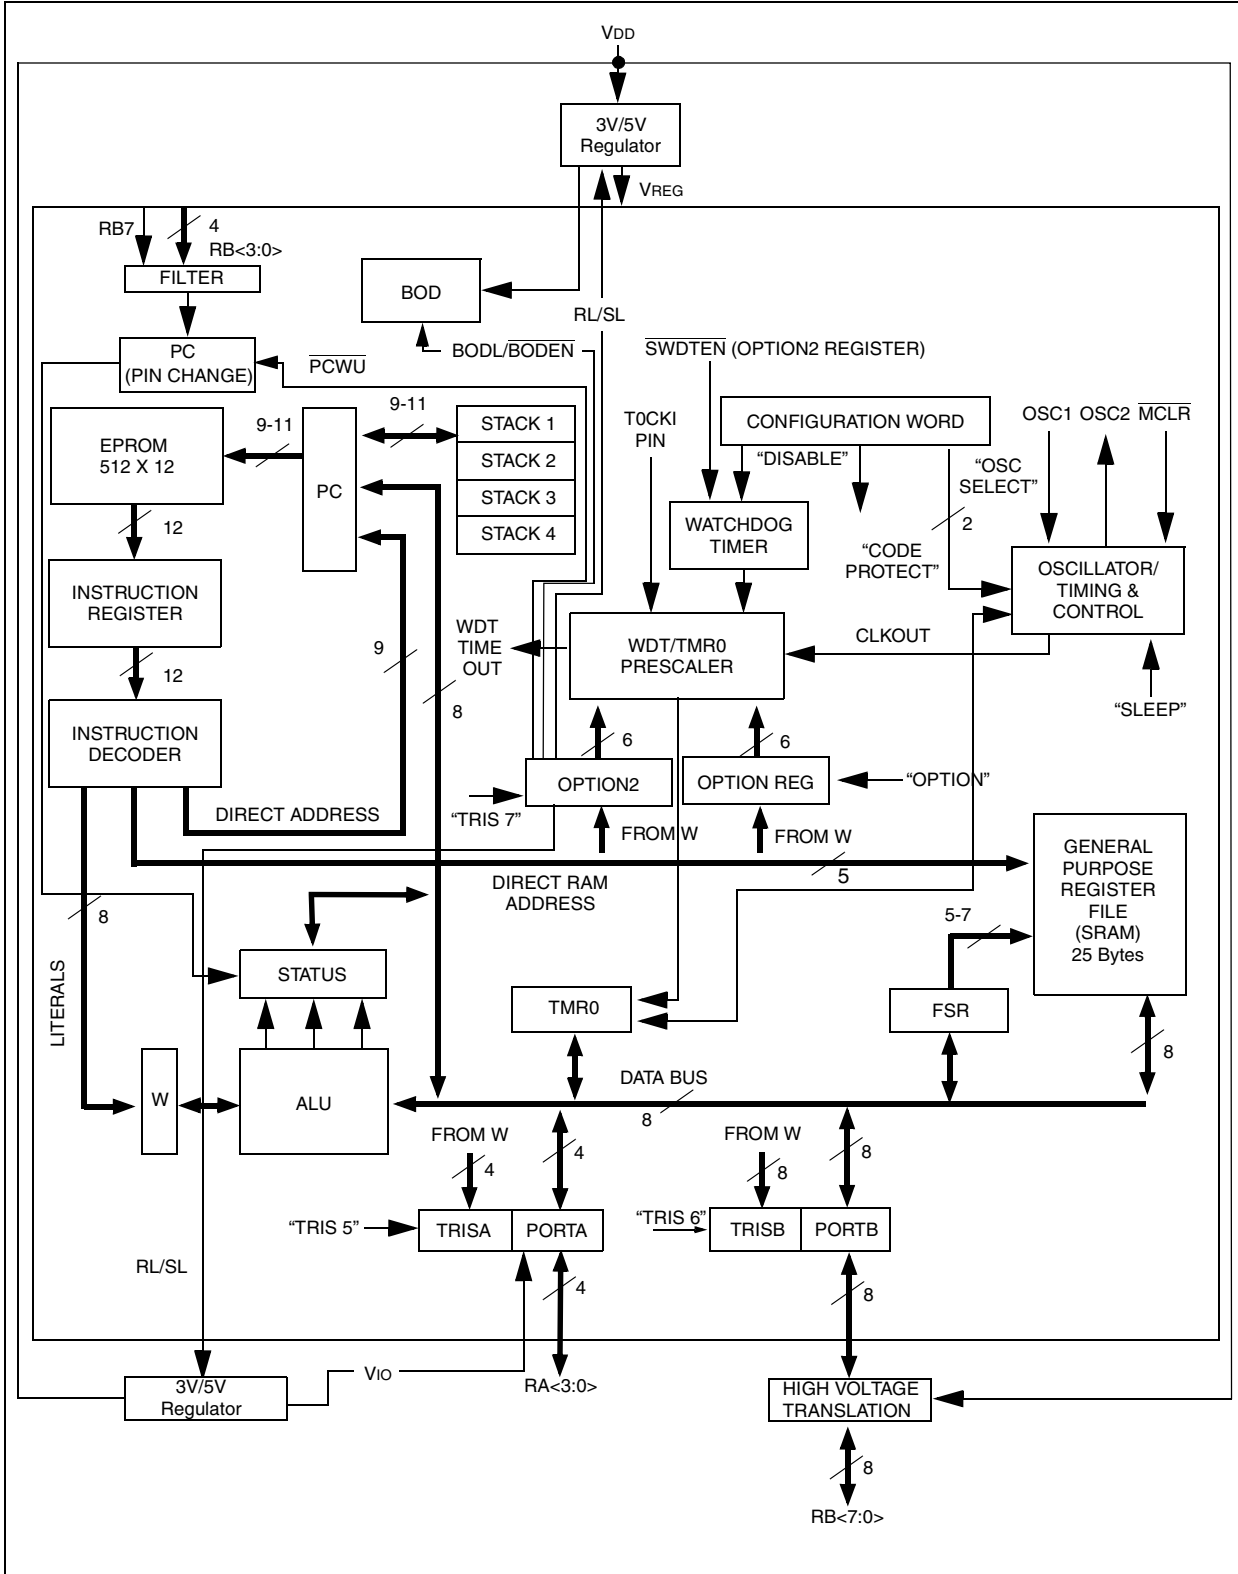 VDD
3V/5V
Regulator
VREG
RB7
4
RB<3:0>
FILTER
BOD
RL/SL
PC
(PIN CHANGE)
PCWU
BODL/BODEN
SWDTEN (OPTION2 REGISTER)
9-11
9-11
EPROM
512 X 12
PC
STACK 1
STACK 2
STACK 3
STACK 4
T0CKI
PIN
CONFIGURATION WORD
OSC1 OSC2 MCLR
"DISABLE"
"OSC
SELECT"
2
12
WATCHDOG
TIMER
"CODE
PROTECT"
OSCILLATOR/
TIMING &
CONTROL
INSTRUCTION
REGISTER
WDT
TIME
OUT
WDT/TMR0
PRESCALER
CLKOUT
9
8
12
"SLEEP"
INSTRUCTION
DECODER
6
6
OPTION2
OPTION REG
"OPTION"
"TRIS 7"
DIRECT ADDRESS
FROM W
FROM W
GENERAL
PURPOSE
REGISTER
FILE
(SRAM)
25 Bytes
5
DIRECT RAM
ADDRESS
8
5-7
LITERALS
STATUS
TMR0
FSR
8
W
ALU
DATA BUS
8
FROM W
4
4
FROM W
8
8
"TRIS 5"
TRISA
PORTA
"TRIS 6"
TRISB
PORTB
RL/SL
4
8
VIO
3V/5V
Regulator
RA<3:0>
HIGH VOLTAGE
TRANSLATION
8
RB<7:0>